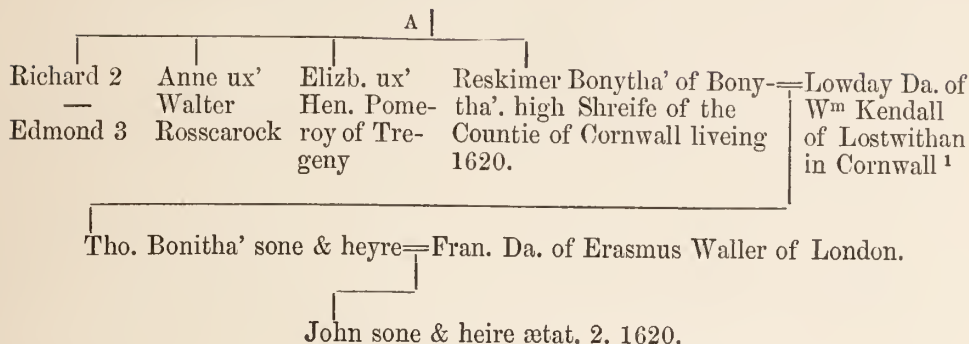 A
Richard 2
—
Edmond 3
Anne ux’
Walter
Rosscarock
Elizb. ux’
Hen. Pome-
roy of Tre-
geny
Reskimer Bonytha’ of Bony-
tha’. high Shreife of the
Countie of Cornwall liveing
1620.
Lowday Da. of
Wᵐ Kendall
of Lostwithan
in Cornwall ¹
Tho. Bonitha’ sone & heyre=Fran. Da. of Erasmus Waller of London.
John sone & heire ætat. 2. 1620.